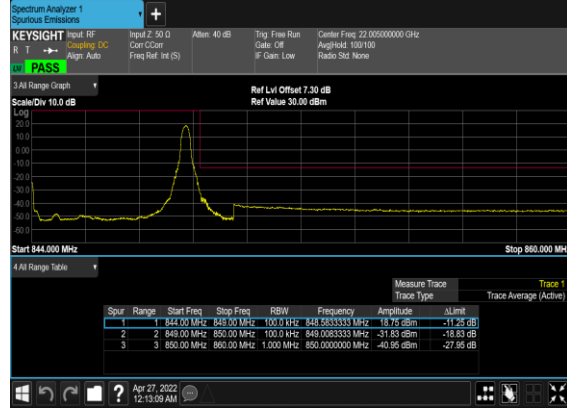 Spectrum Analyzer 1
Spurious Emissions
+
KEYSIGHT Input: RF Input Z: 50 Ω Atten: 40 dB Trig: Free Run Center Freq: 22.005000000 GHz
R T Coupling: DC Corr CCorr Gate: Off Avg|Hold: 100/100
Align: Auto Freq Ref: Int (S) IF Gain: Low Radio Std: None
PASS
3 All Range Graph
Ref Lvl Offset 7.30 dB
Scale/Div 10.0 dB Ref Value 30.00 dBm
Log
20.0
10.0
0.00
-10.0
-20.0
-30.0
-40.0
-50.0
-60.0
Start 844.000 MHz Stop 860.000 MH
4 All Range Table
Measure Trace Trace 1
Trace Type Trace Average (Active)
Spur Range Start Freq Stop Freq RBW Frequency Amplitude ΔLimit
1 1 844.00 MHz 849.00 MHz 100.0 kHz 848.5833333 MHz 18.75 dBm -11.25 dB
2 2 849.00 MHz 850.00 MHz 100.0 kHz 849.0083333 MHz -31.83 dBm -18.83 dB
3 3 850.00 MHz 860.00 MHz 1.000 MHz 850.0000000 MHz -40.95 dBm -27.95 dB
? Apr 27, 2022
12:13:09 AM